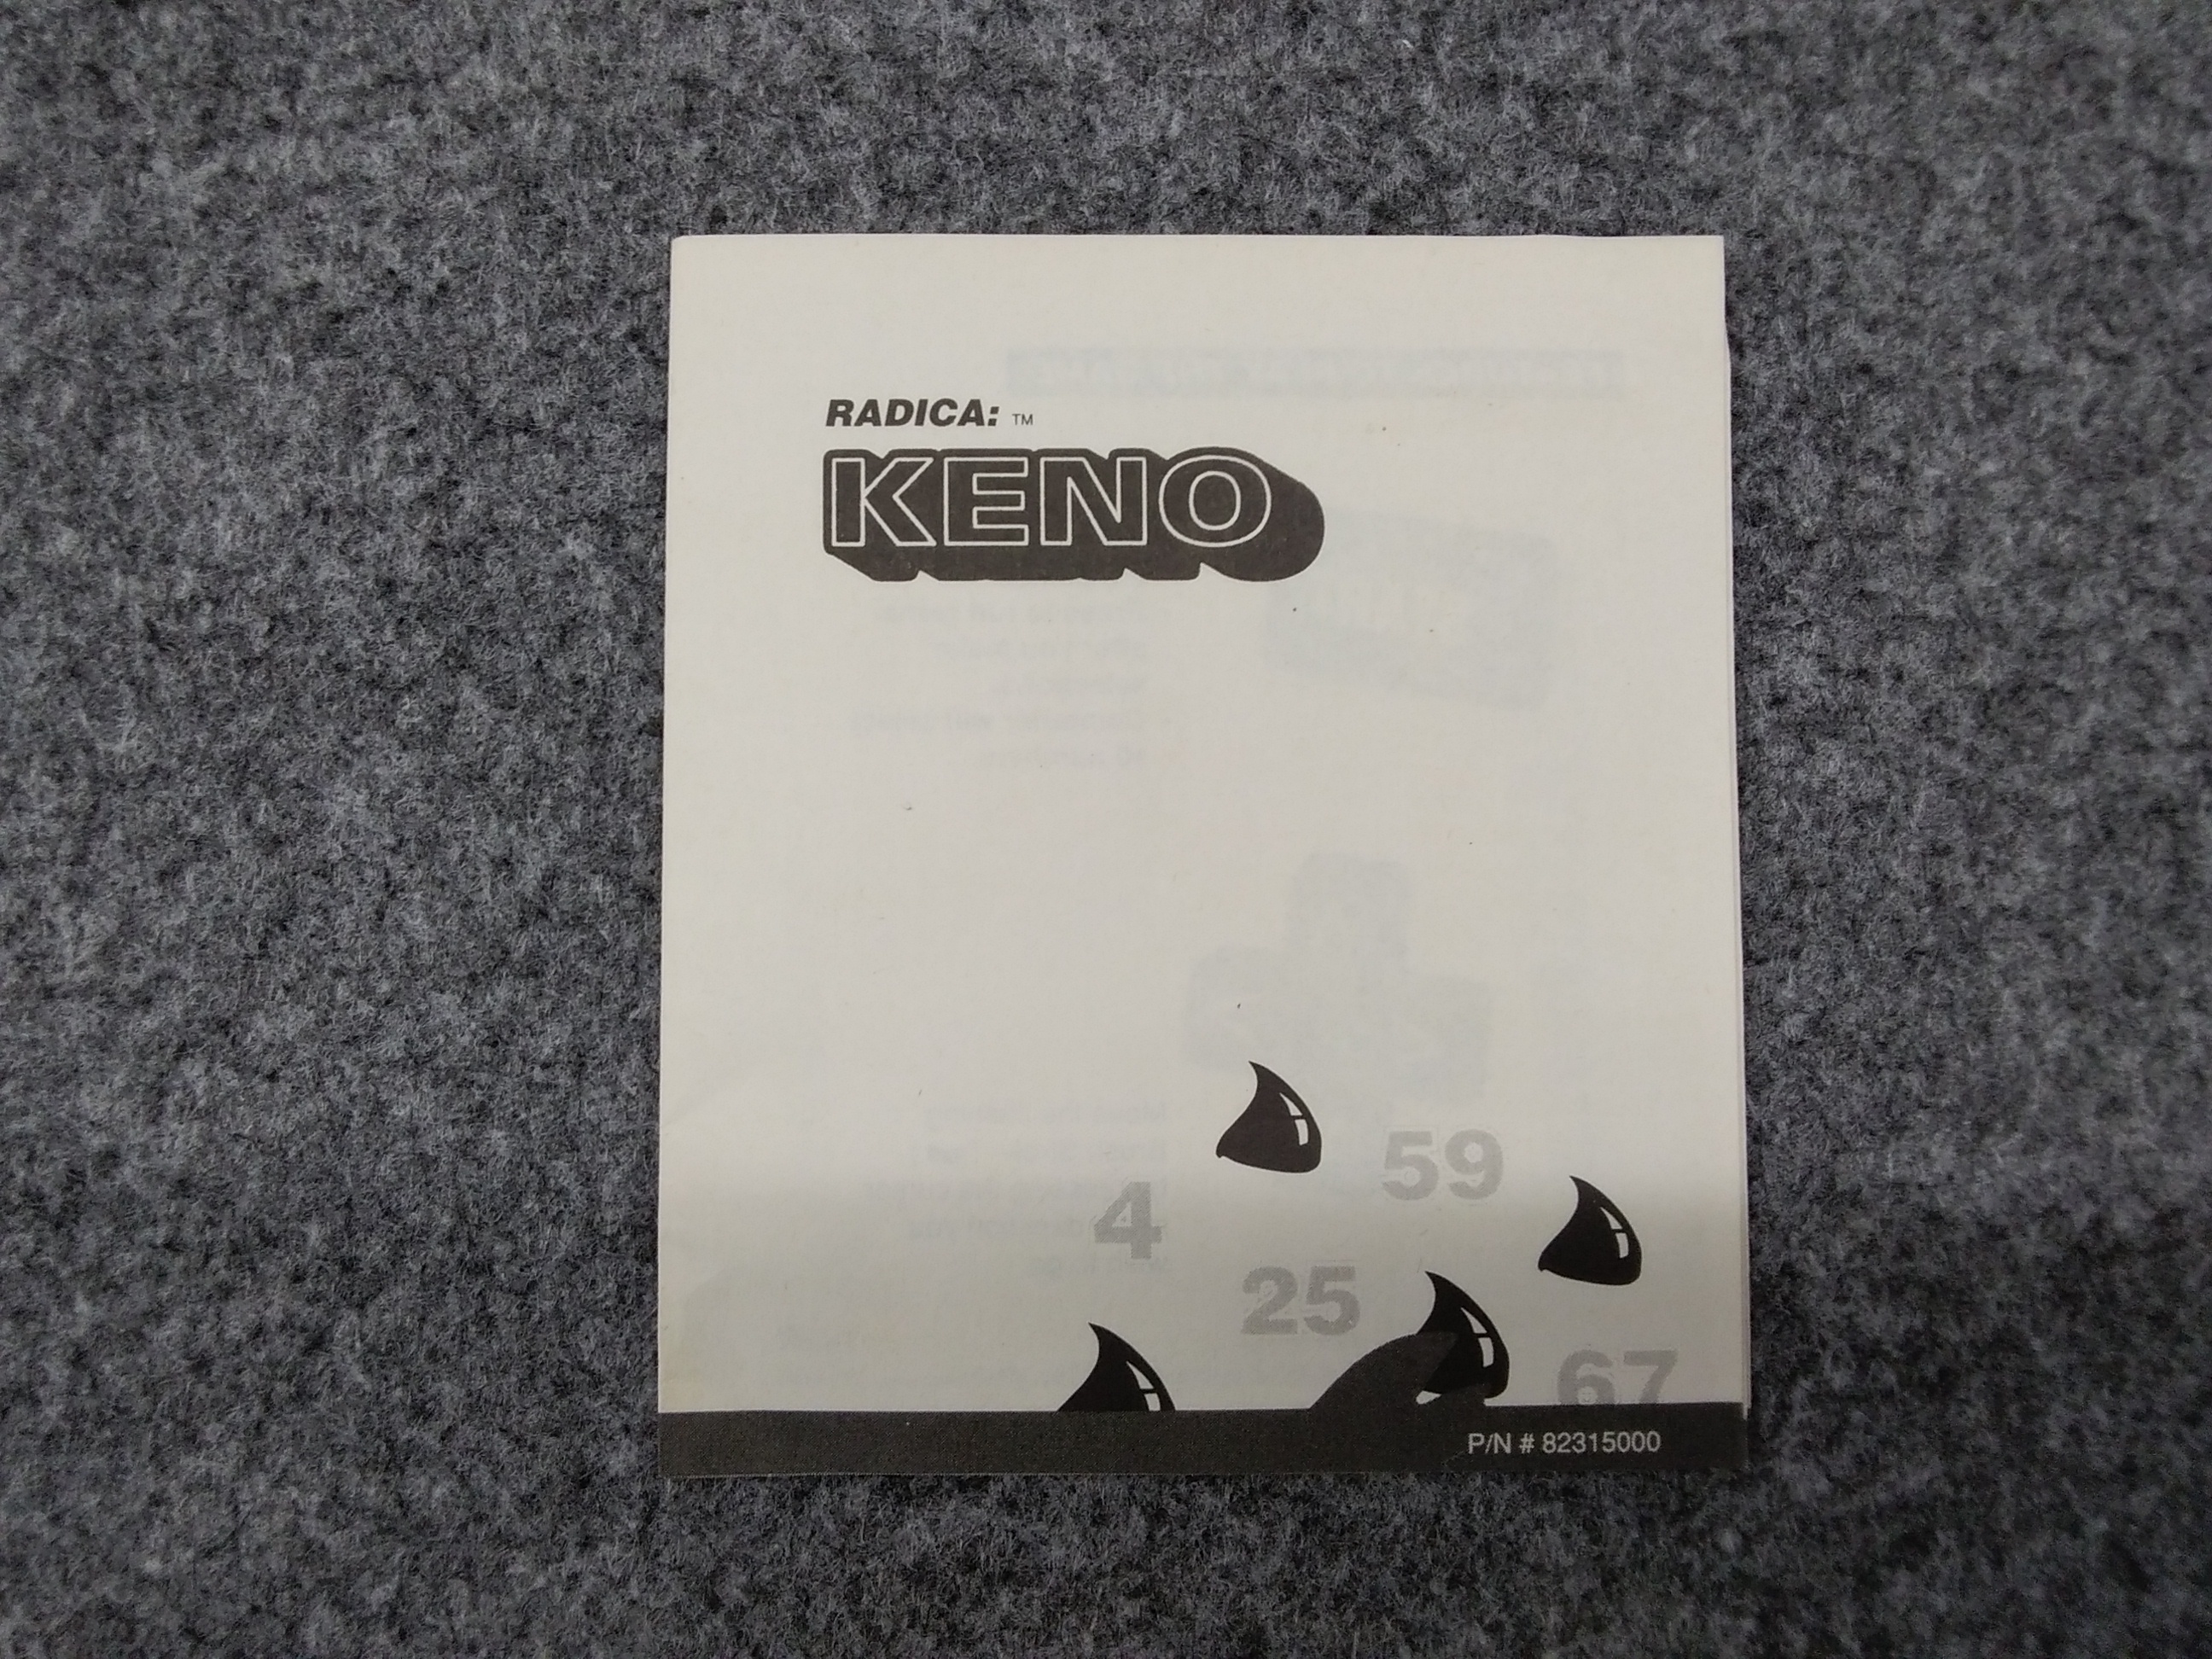 RADICA: TM
KENO
59
4
25
67
P/N # 82315000